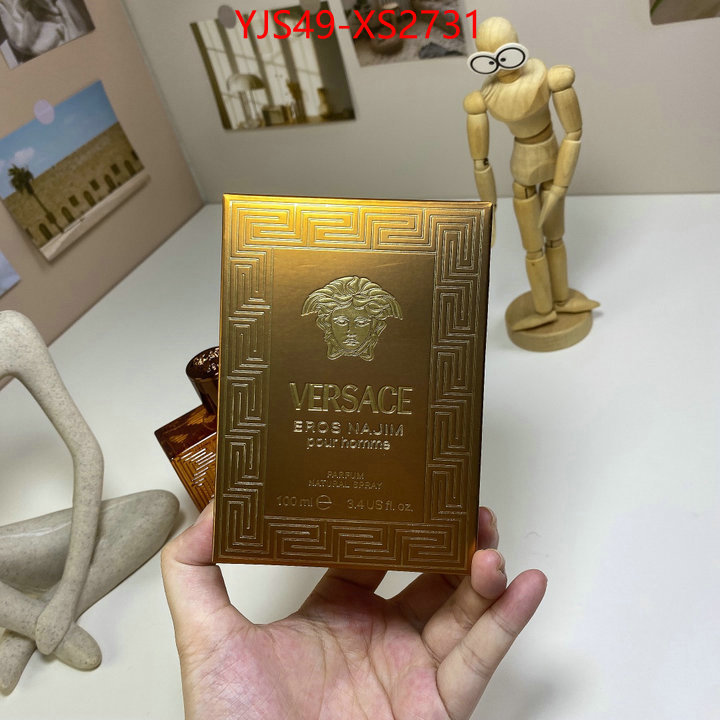 YJS49-XS2731
VERSACE
EROS NAJIM
pour homme
PARFUM
NATURAL SPRAY
100 ml ℮ 3.4 US fl. oz.